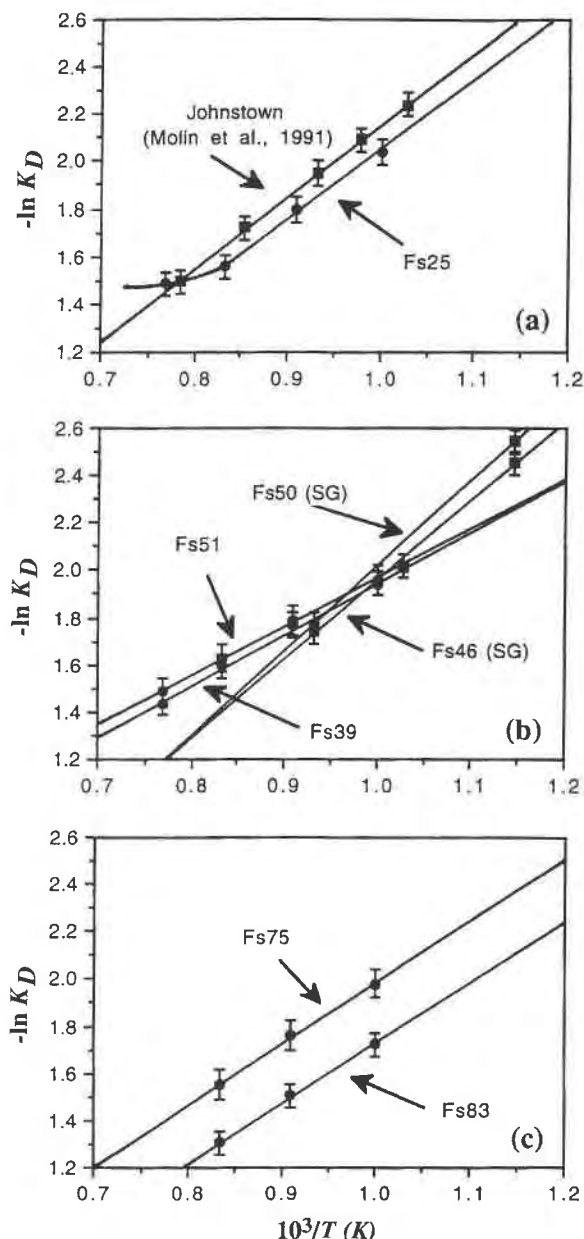 2.6
2.4
2.2
2.0
1.8
1.6
1.4
1.2
-ln K_D
Johnstown
(Molin et al., 1991)
Fs25
(a)
0.7 0.8 0.9 1.0 1.1 1.2
2.6
2.4
2.2
2.0
1.8
1.6
1.4
1.2
-ln K_D
Fs50 (SG)
Fs51
Fs46 (SG)
Fs39
(b)
0.7 0.8 0.9 1.0 1.1 1.2
2.6
2.4
2.2
2.0
1.8
1.6
1.4
1.2
-ln K_D
Fs75
Fs83
(c)
0.7 0.8 0.9 1.0 1.1 1.2
10³/T (K)